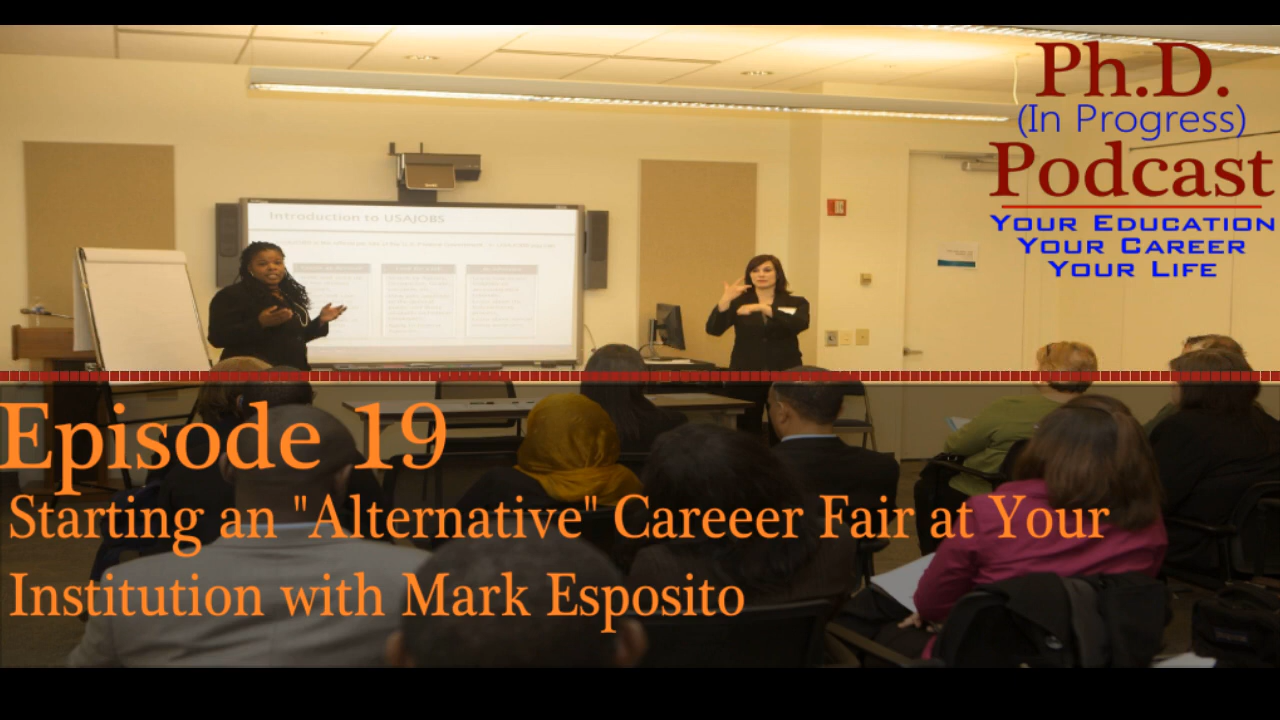 Ph.D.
(In Progress)
Podcast
YOUR EDUCATION
YOUR CAREER
YOUR LIFE
Introduction to USAJOBS
Episode 19
Starting an "Alternative" Careeer Fair at Your
Institution with Mark Esposito